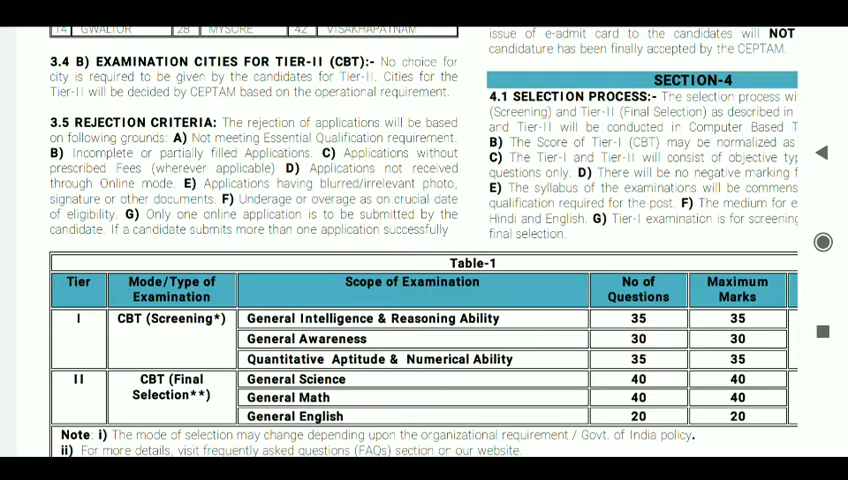 14 GWALIOR 28 MYSURE 42 VISAKHAPATNAM
3.4 B) EXAMINATION CITIES FOR TIER-II (CBT):- No choice for
city is required to be given by the candidates for Tier-II. Cities for the
Tier-II will be decided by CEPTAM based on the operational requirement.
3.5 REJECTION CRITERIA: The rejection of applications will be based
on following grounds: A) Not meeting Essential Qualification requirement.
B) Incomplete or partially filled Applications. C) Applications without
prescribed Fees (wherever applicable) D) Applications not received
through Online mode. E) Applications having blurred/irrelevant photo,
signature or other documents. F) Underage or overage as on crucial date
of eligibility. G) Only one online application is to be submitted by the
candidate. If a candidate submits more than one application successfully
issue of e-admit card to the candidates will NOT
candidature has been finally accepted by the CEPTAM.
SECTION-4
4.1 SELECTION PROCESS:- The selection process wi
(Screening) and Tier-II (Final Selection) as described in
and Tier-II will be conducted in Computer Based T
B) The Score of Tier-I (CBT) may be normalized as
C) The Tier-I and Tier-II will consist of objective typ
questions only. D) There will be no negative marking f
E) The syllabus of the examinations will be commens
qualification required for the post. F) The medium for e
Hindi and English. G) Tier-I examination is for screening
final selection.
Table-1
Tier Mode/Type of Examination Scope of Examination No of Questions Maximum Marks
I CBT (Screening*) General Intelligence & Reasoning Ability 35 35
General Awareness 30 30
Quantitative Aptitude & Numerical Ability 35 35
II CBT (Final Selection**) General Science 40 40
General Math 40 40
General English 20 20
Note: i) The mode of selection may change depending upon the organizational requirement / Govt. of India policy.
ii) For more details, visit frequently asked questions (FAQs) section on our website.